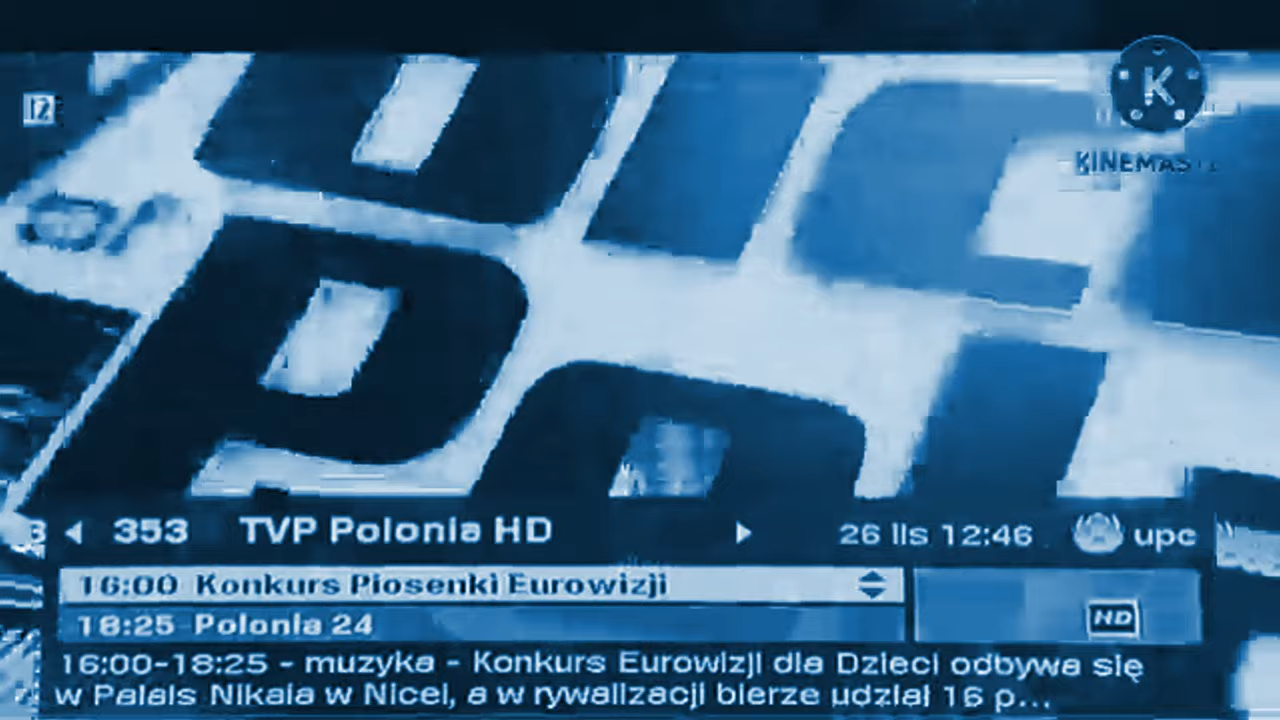 12
K
KINEMAS
353 TVP Polonia HD 26 lis 12:46 upc
16:00 Konkurs Piosenki Eurowizji
18:25 Polonia 24
HD
16:00-18:25 - muzyka - Konkurs Eurowizji dla Dzieci odbywa się
w Palais Nikaia w Nicei, a w rywalizacji bierze udział 16 p...